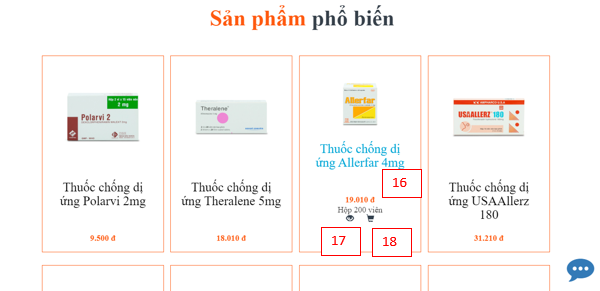 Sản phẩm phổ biến
Polarvi 2
2 mg
Theralene
Allerfar
USAALLERZ 180
Thuốc chống dị
ứng Polarvi 2mg
9.500 đ
Thuốc chống dị
ứng Theralene 5mg
18.010 đ
Thuốc chống dị
ứng Allerfar 4mg
16
19.010 đ
Hộp 200 viên
17
18
Thuốc chống dị
ứng USAAllerz
180
31.210 đ